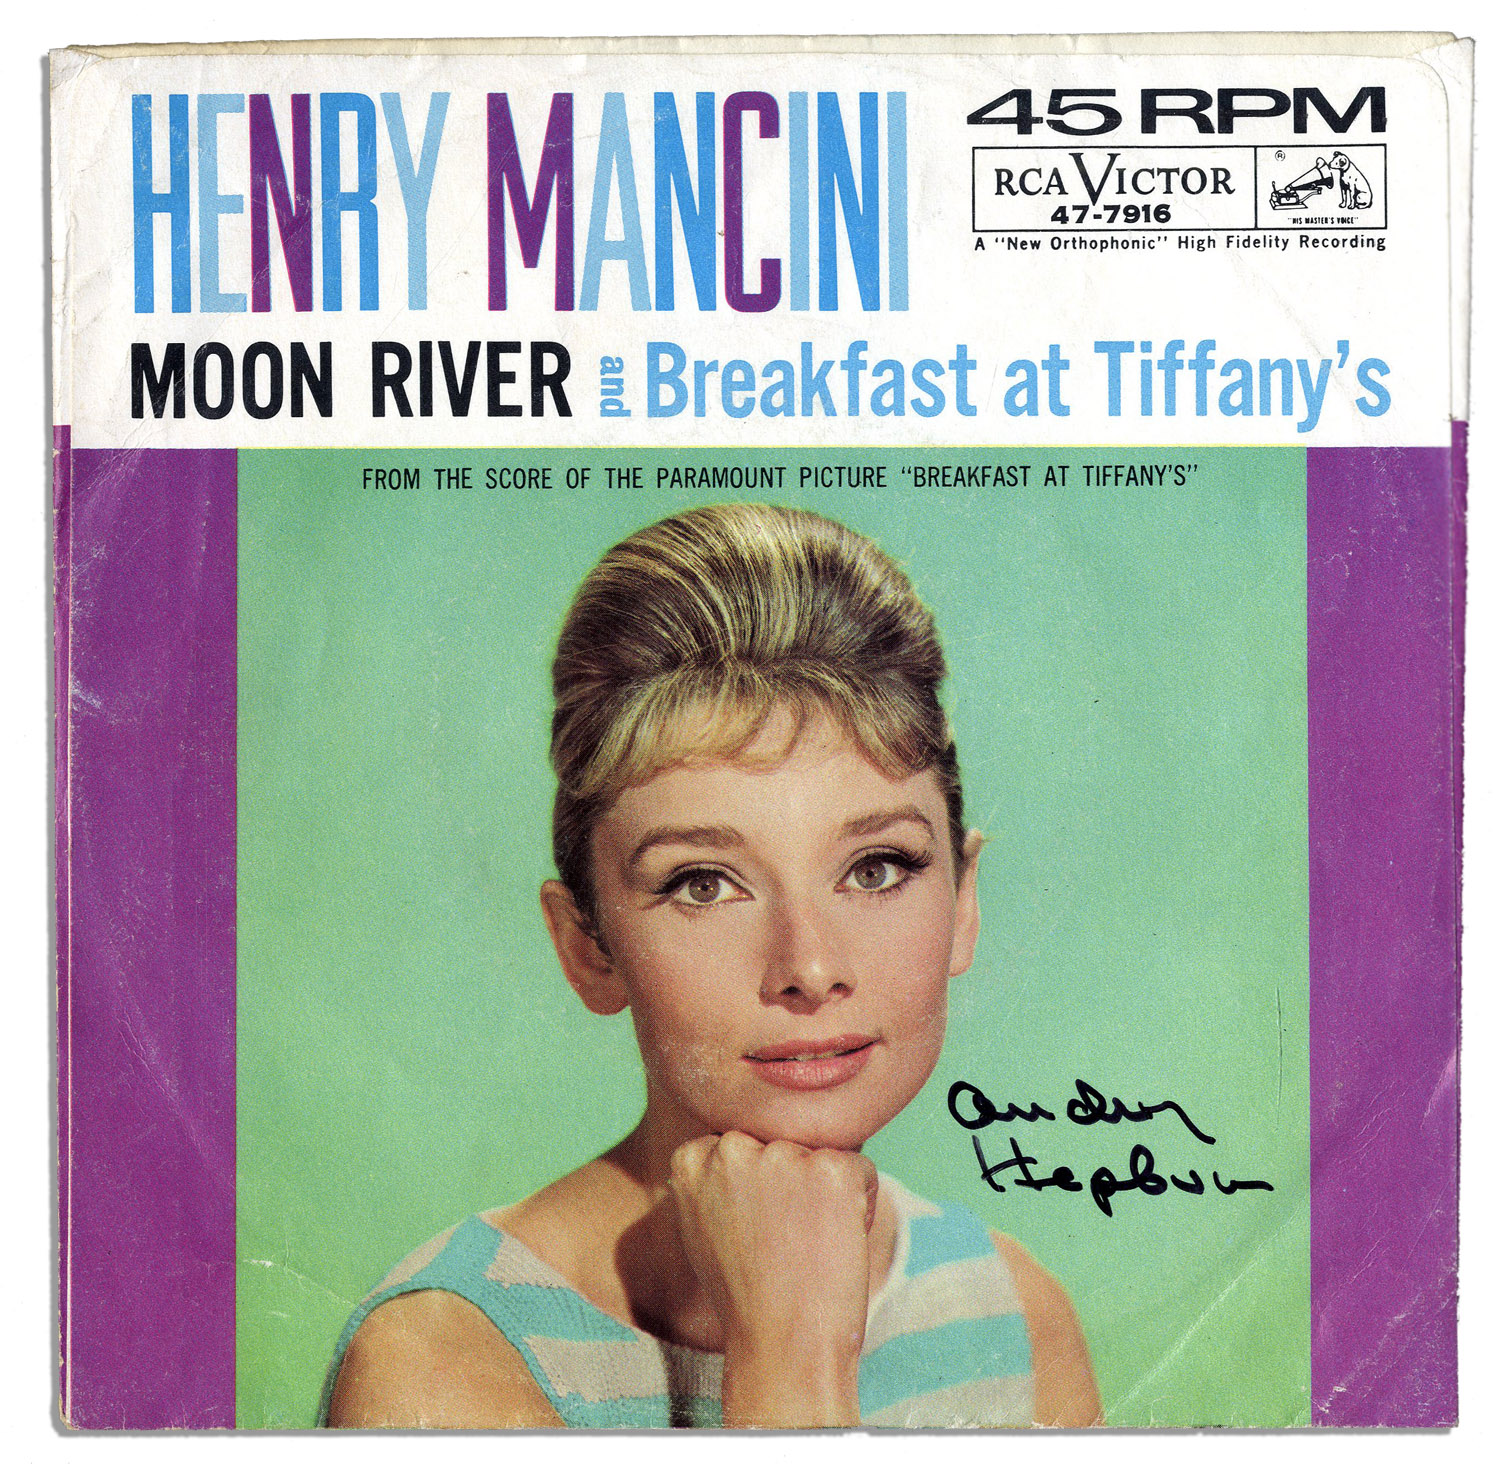 HENRY MANCINI
45 RPM
RCA VICTOR
47-7916
®
"HIS MASTER'S VOICE"
A "New Orthophonic" High Fidelity Recording
MOON RIVER and Breakfast at Tiffany's
FROM THE SCORE OF THE PARAMOUNT PICTURE "BREAKFAST AT TIFFANY'S"
Audrey
Hepburn